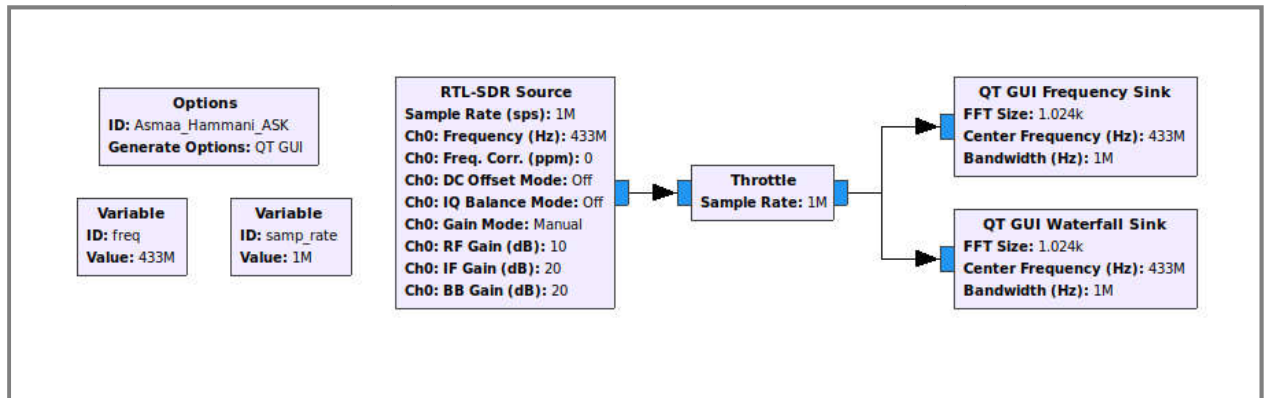 Options
ID: Asmaa_Hammani_ASK
Generate Options: QT GUI
Variable
ID: freq
Value: 433M
Variable
ID: samp_rate
Value: 1M
RTL-SDR Source
Sample Rate (sps): 1M
Ch0: Frequency (Hz): 433M
Ch0: Freq. Corr. (ppm): 0
Ch0: DC Offset Mode: Off
Ch0: IQ Balance Mode: Off
Ch0: Gain Mode: Manual
Ch0: RF Gain (dB): 10
Ch0: IF Gain (dB): 20
Ch0: BB Gain (dB): 20
Throttle
Sample Rate: 1M
QT GUI Frequency Sink
FFT Size: 1.024k
Center Frequency (Hz): 433M
Bandwidth (Hz): 1M
QT GUI Waterfall Sink
FFT Size: 1.024k
Center Frequency (Hz): 433M
Bandwidth (Hz): 1M